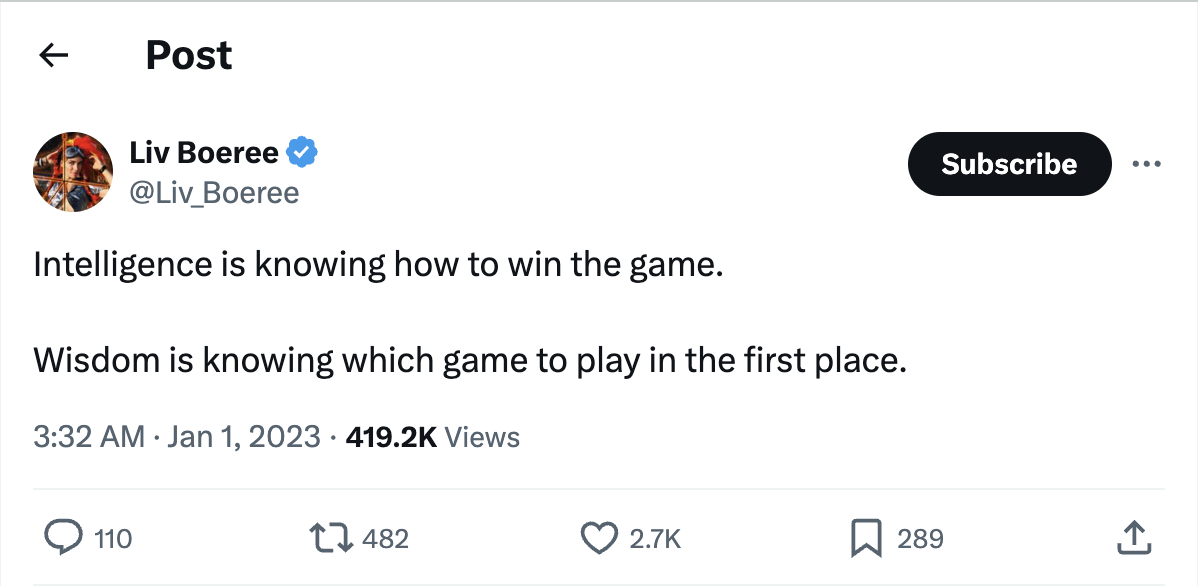 Post
Liv Boeree
@Liv_Boeree
Subscribe
Intelligence is knowing how to win the game.
Wisdom is knowing which game to play in the first place.
3:32 AM · Jan 1, 2023 · 419.2K Views
110 482 2.7K 289